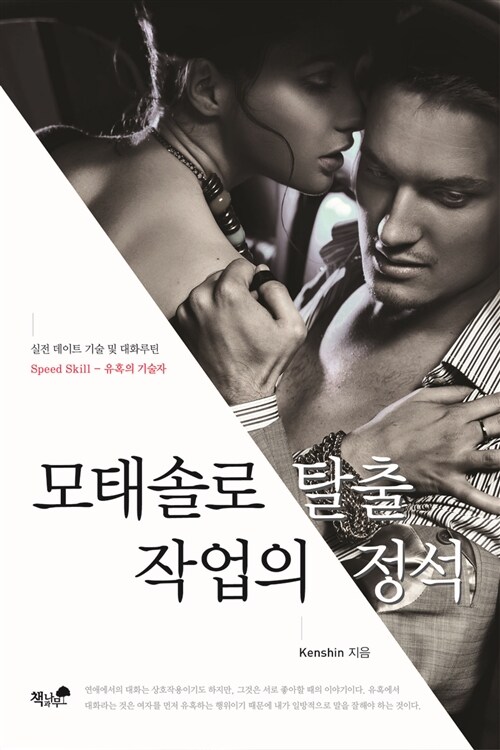 실전 데이트 기술 및 대화루틴
Speed Skill - 유혹의 기술자
모태솔로 탈출
작업의 정석
Kenshin 지음
책과나무
연애에서의 대화는 상호작용이기도 하지만, 그것은 서로 좋아할 때의 이야기이다. 유혹에서
대화라는 것은 여자를 먼저 유혹하는 행위이기 때문에 내가 일방적으로 말을 잘해야 하는 것이다.